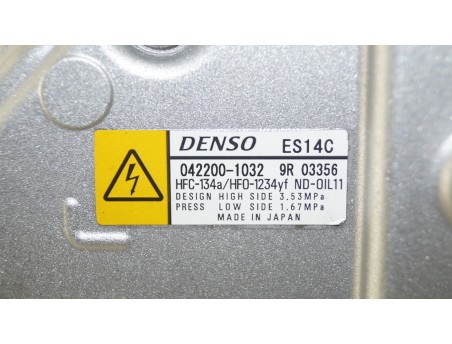 DENSO ES14C
042200-1032 9R 03356
HFC-134a/HFO-1234yf ND-OIL11
DESIGN HIGH SIDE 3.53MPa
PRESS LOW SIDE 1.67MPa
MADE IN JAPAN